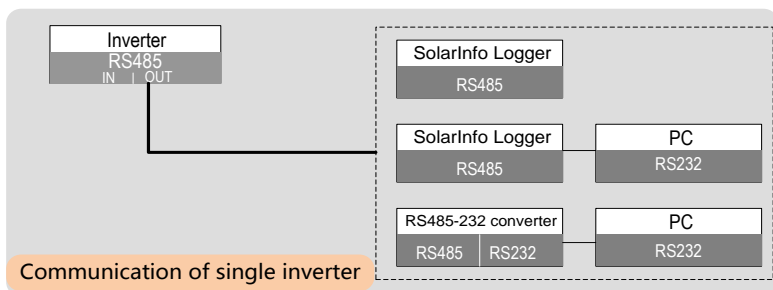 Inverter
RS485
IN | OUT
SolarInfo Logger
RS485
SolarInfo Logger
RS485
PC
RS232
RS485-232 converter
RS485 RS232
PC
RS232
Communication of single inverter